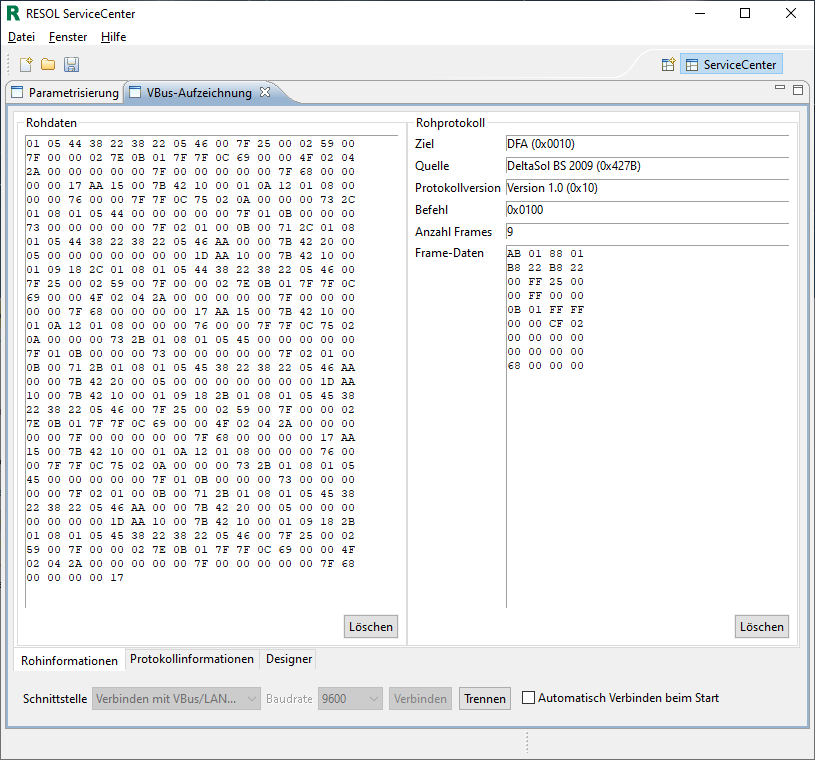 RESOL ServiceCenter
Datei Fenster Hilfe
ServiceCenter
Parametrisierung VBus-Aufzeichnung
Rohdaten
01 05 44 38 22 38 22 05 46 00 7F 25 00 02 59 00
7F 00 00 02 7E 0B 01 7F 7F 0C 69 00 00 4F 02 04
2A 00 00 00 00 00 7F 00 00 00 00 00 7F 68 00 00
00 00 17 AA 15 00 7B 42 10 00 01 0A 12 01 08 00
00 00 76 00 00 7F 7F 0C 75 02 0A 00 00 00 73 2C
01 08 01 05 44 00 00 00 00 00 7F 01 0B 00 00 00
73 00 00 00 00 00 7F 02 01 00 0B 00 71 2C 01 08
01 05 44 38 22 38 22 05 46 AA 00 00 7B 42 20 00
05 00 00 00 00 00 00 00 1D AA 10 00 7B 42 10 00
01 09 18 2C 01 08 01 05 44 38 22 38 22 05 46 00
7F 25 00 02 59 00 7F 00 00 02 7E 0B 01 7F 7F 0C
69 00 00 4F 02 04 2A 00 00 00 00 00 7F 00 00 00
00 00 7F 68 00 00 00 00 17 AA 15 00 7B 42 10 00
01 0A 12 01 08 00 00 00 76 00 00 7F 7F 0C 75 02
0A 00 00 00 73 2B 01 08 01 05 45 00 00 00 00 00
7F 01 0B 00 00 00 73 00 00 00 00 00 7F 02 01 00
0B 00 71 2B 01 08 01 05 45 38 22 38 22 05 46 AA
00 00 7B 42 20 00 05 00 00 00 00 00 00 00 1D AA
10 00 7B 42 10 00 01 09 18 2B 01 08 01 05 45 38
22 38 22 05 46 00 7F 25 00 02 59 00 7F 00 00 02
7E 0B 01 7F 7F 0C 69 00 00 4F 02 04 2A 00 00 00
00 00 7F 00 00 00 00 00 7F 68 00 00 00 00 17 AA
15 00 7B 42 10 00 01 0A 12 01 08 00 00 00 76 00
00 7F 7F 0C 75 02 0A 00 00 00 73 2B 01 08 01 05
45 00 00 00 00 00 7F 01 0B 00 00 00 73 00 00 00
00 00 7F 02 01 00 0B 00 71 2B 01 08 01 05 45 38
22 38 22 05 46 AA 00 00 7B 42 20 00 05 00 00 00
00 00 00 00 1D AA 10 00 7B 42 10 00 01 09 18 2B
01 08 01 05 45 38 22 38 22 05 46 00 7F 25 00 02
59 00 7F 00 00 02 7E 0B 01 7F 7F 0C 69 00 00 4F
02 04 2A 00 00 00 00 00 7F 00 00 00 00 00 7F 68
00 00 00 00 17
Löschen
Rohprotokoll
Ziel DFA (0x0010)
Quelle DeltaSol BS 2009 (0x427B)
Protokollversion Version 1.0 (0x10)
Befehl 0x0100
Anzahl Frames 9
Frame-Daten AB 01 88 01
B8 22 B8 22
00 FF 25 00
00 FF 00 00
0B 01 FF FF
00 00 CF 02
00 00 00 00
00 00 00 00
68 00 00 00
Löschen
Rohinformationen Protokollinformationen Designer
Schnittstelle Verbinden mit VBus/LAN... Baudrate 9600 Verbinden Trennen Automatisch Verbinden beim Start